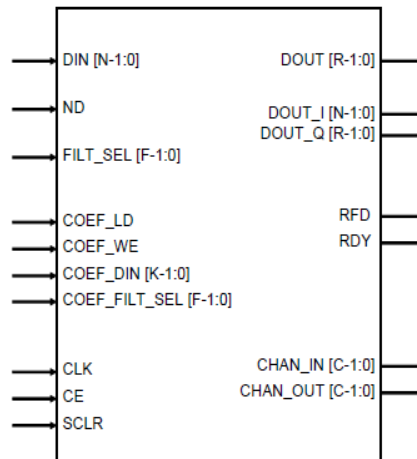 DIN [N-1:0]
ND
FILT_SEL [F-1:0]
COEF_LD
COEF_WE
COEF_DIN [K-1:0]
COEF_FILT_SEL [F-1:0]
CLK
CE
SCLR
DOUT [R-1:0]
DOUT_I [N-1:0]
DOUT_Q [R-1:0]
RFD
RDY
CHAN_IN [C-1:0]
CHAN_OUT [C-1:0]